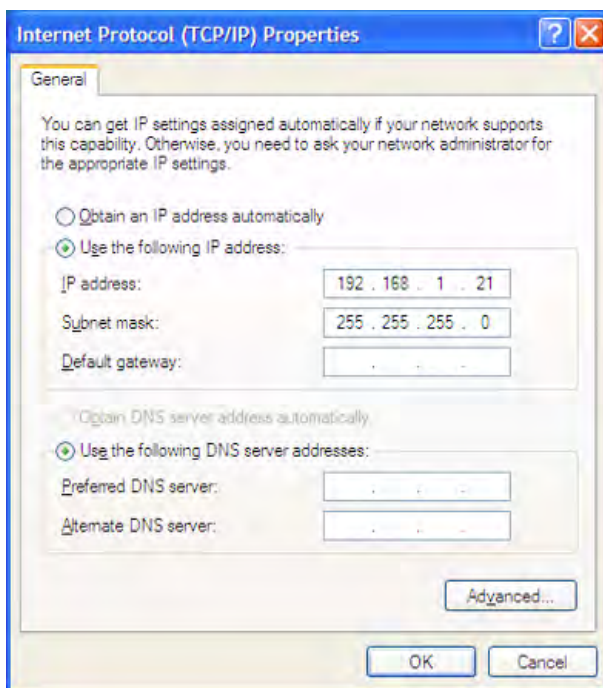 Internet Protocol (TCP/IP) Properties
General
You can get IP settings assigned automatically if your network supports
this capability. Otherwise, you need to ask your network administrator for
the appropriate IP settings.
Obtain an IP address automatically
Use the following IP address:
IP address: 192 . 168 . 1 . 21
Subnet mask: 255 . 255 . 255 . 0
Default gateway: . . .
Obtain DNS server address automatically
Use the following DNS server addresses:
Preferred DNS server: . . .
Alternate DNS server: . . .
Advanced...
OK Cancel